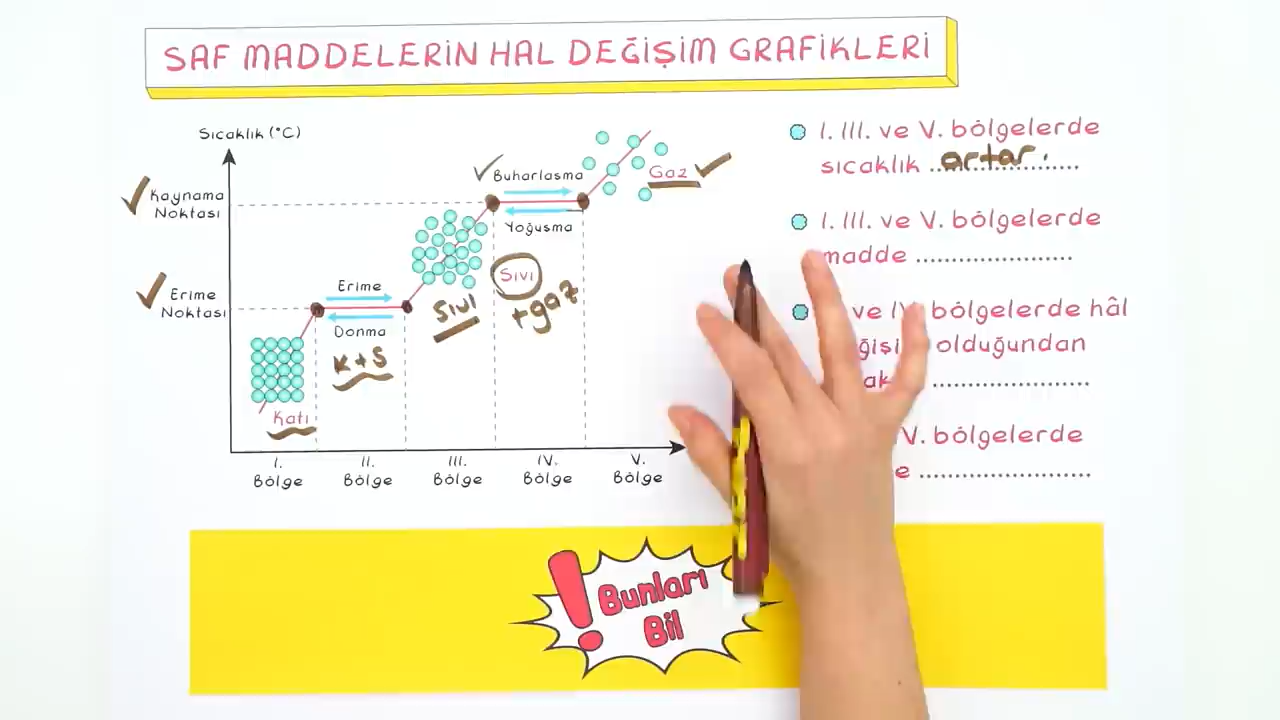 SAF MADDELERİN HAL DEĞİŞİM GRAFİKLERİ
Sıcaklık (°C)
Kaynama
Noktası
Erime
Noktası
Katı
Erime
Donma
K+S
Sıvı
Buharlaşma
Yoğuşma
Sıvı
+gaz
Gaz
I.
Bölge
II.
Bölge
III.
Bölge
IV.
Bölge
V.
Bölge
I. III. ve V. bölgelerde
sıcaklık artar.
I. III. ve V. bölgelerde
madde ....................
ve bölgelerde hâl
olduğundan
....................
V. bölgelerde
....................
Bunları
Bil